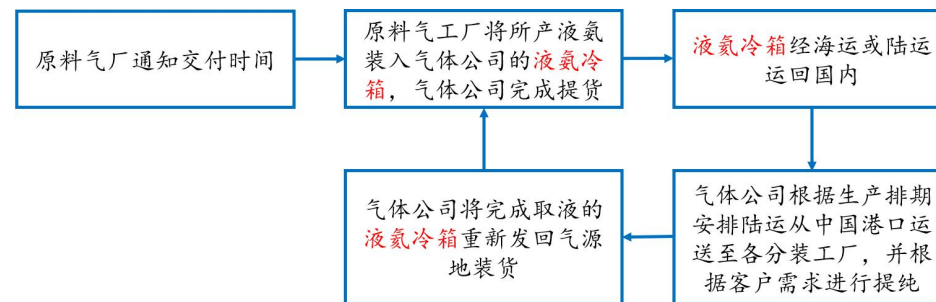 原料气厂通知交付时间
原料气工厂将所产液氦
装入气体公司的液氦冷
箱，气体公司完成提货
液氦冷箱经海运或陆运
运回国内
气体公司根据生产排期
安排陆运从中国港口运
送至各分装工厂，并根
据客户需求进行提纯
气体公司将完成取液的
液氦冷箱重新发回气源
地装货